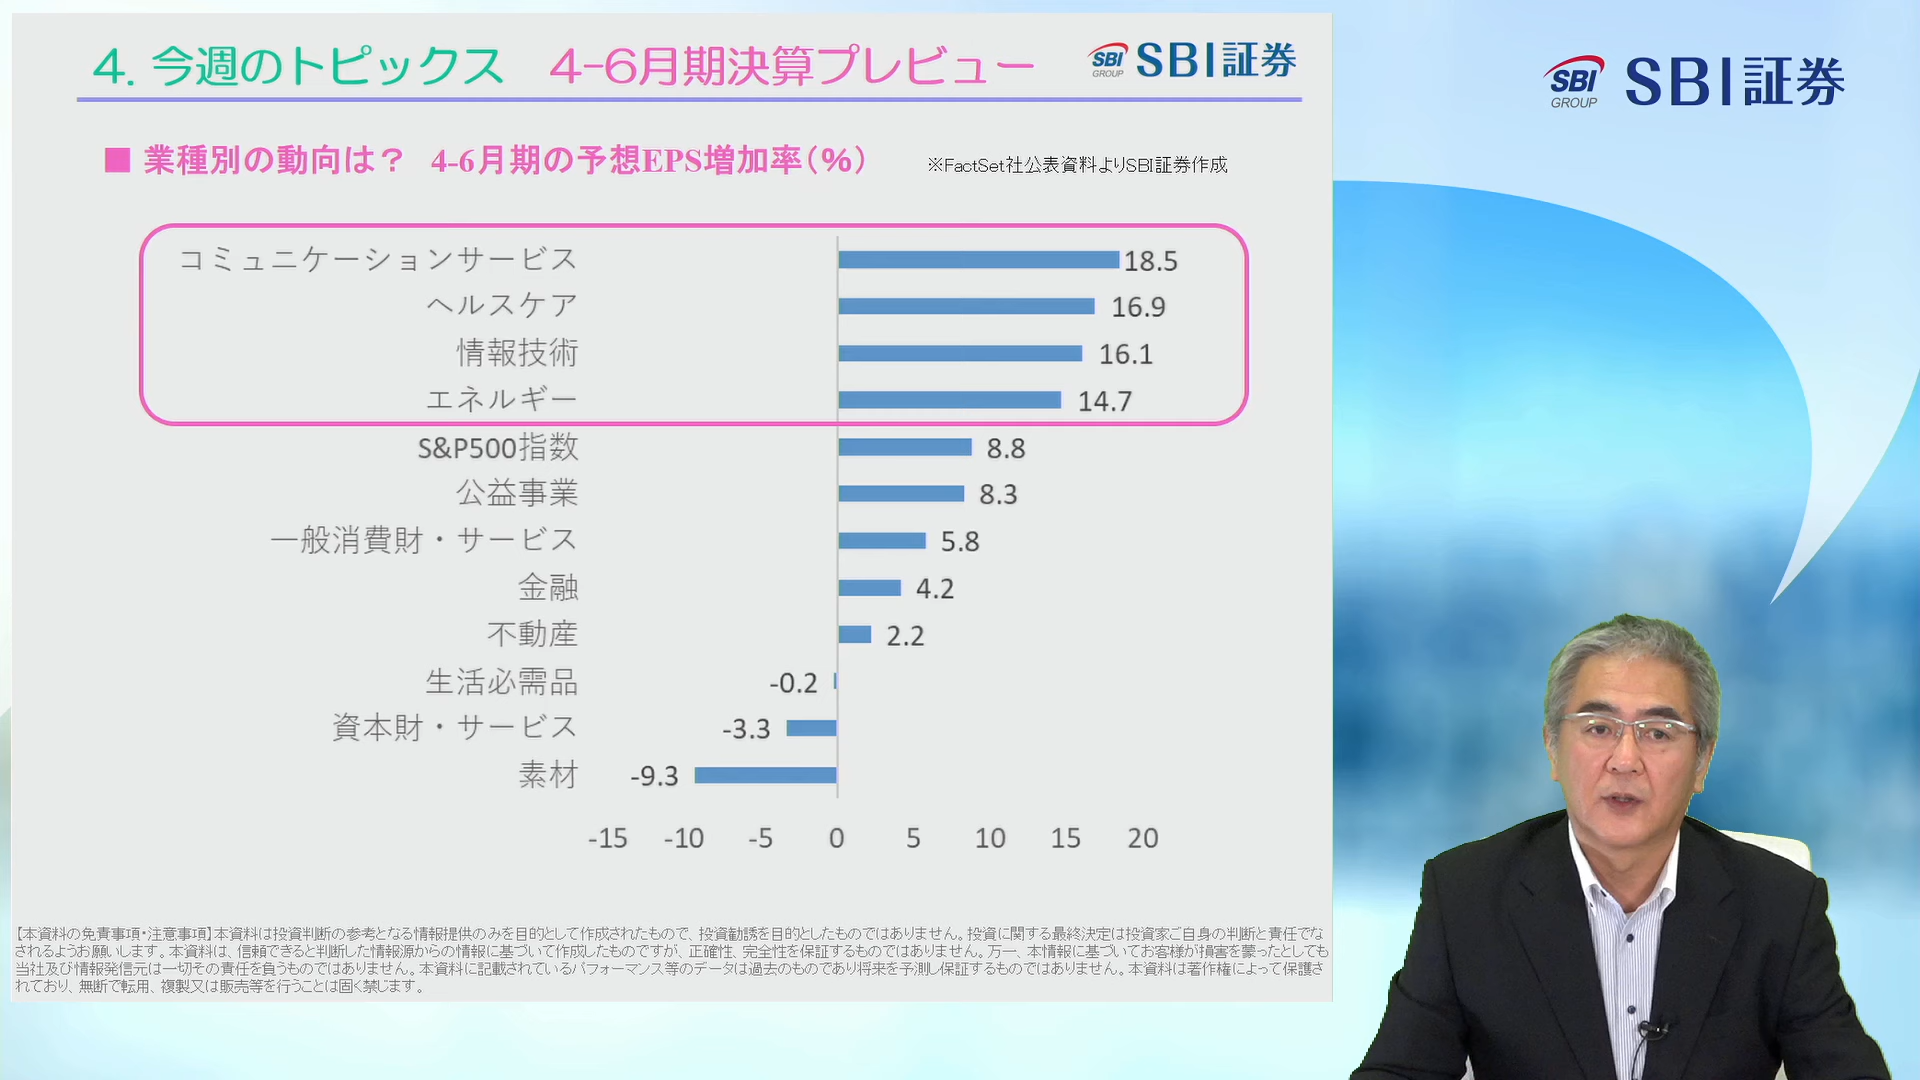 4. 今週のトピックス 4-6月期決算プレビュー
SBI GROUP SBI証券
SBI GROUP SBI証券
■ 業種別の動向は？ 4-6月期の予想EPS増加率（％）
※FactSet社公表資料よりSBI証券作成
コミュニケーションサービス 18.5
ヘルスケア 16.9
情報技術 16.1
エネルギー 14.7
S&P500指数 8.8
公益事業 8.3
一般消費財・サービス 5.8
金融 4.2
不動産 2.2
生活必需品 -0.2
資本財・サービス -3.3
素材 -9.3
-15 -10 -5 0 5 10 15 20
【本資料の免責事項・注意事項】本資料は投資判断の参考となる情報提供のみを目的として作成されたもので、投資勧誘を目的としたものではありません。投資に関する最終決定は投資家ご自身の判断と責任でな
されるようお願いします。本資料は、信頼できると判断した情報源からの情報に基づいて作成したものですが、正確性、完全性を保証するものではありません。万一、本情報に基づいてお客様が損害を蒙ったとしても
当社及び情報発信元は一切その責任を負うものではありません。本資料に記載されているパフォーマンス等のデータは過去のものであり将来を予測し保証するものではありません。本資料は著作権によって保護さ
れており、無断で転用、複製又は販売等を行うことは固く禁じます。